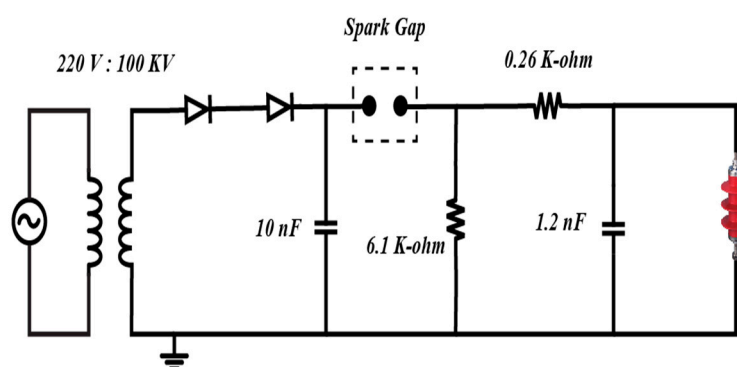 Spark Gap
220 V : 100 KV
0.26 K-ohm
10 nF
6.1 K-ohm
1.2 nF